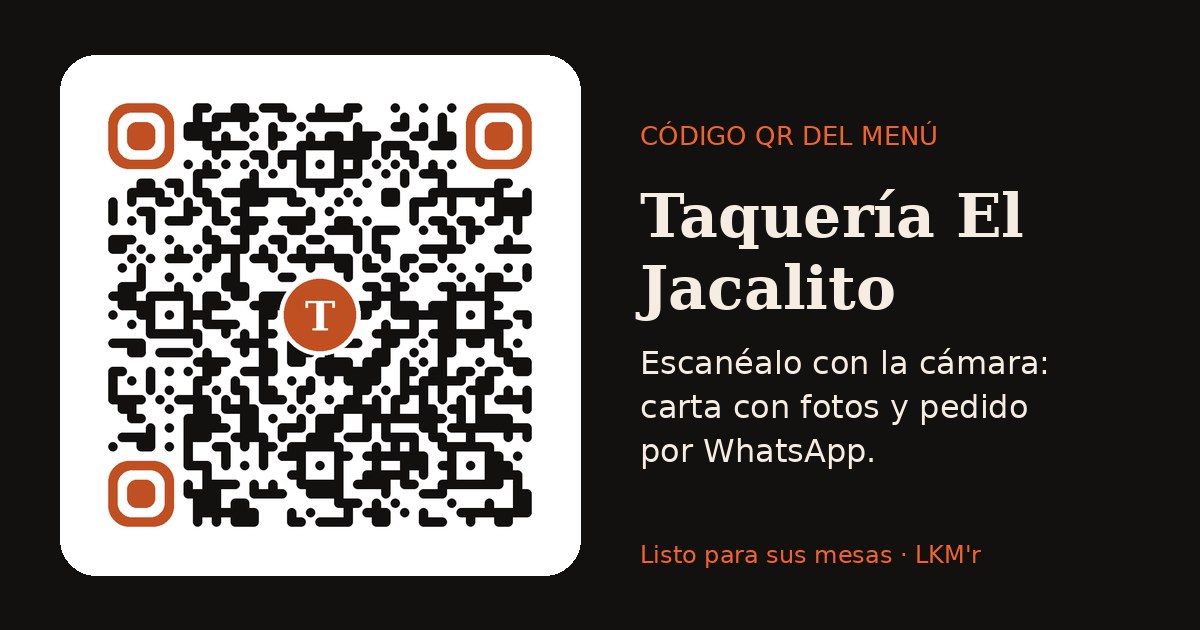 T
CÓDIGO QR DEL MENÚ
Taquería El
Jacalito
Escanéalo con la cámara:
carta con fotos y pedido
por WhatsApp.
Listo para sus mesas · LKM'r